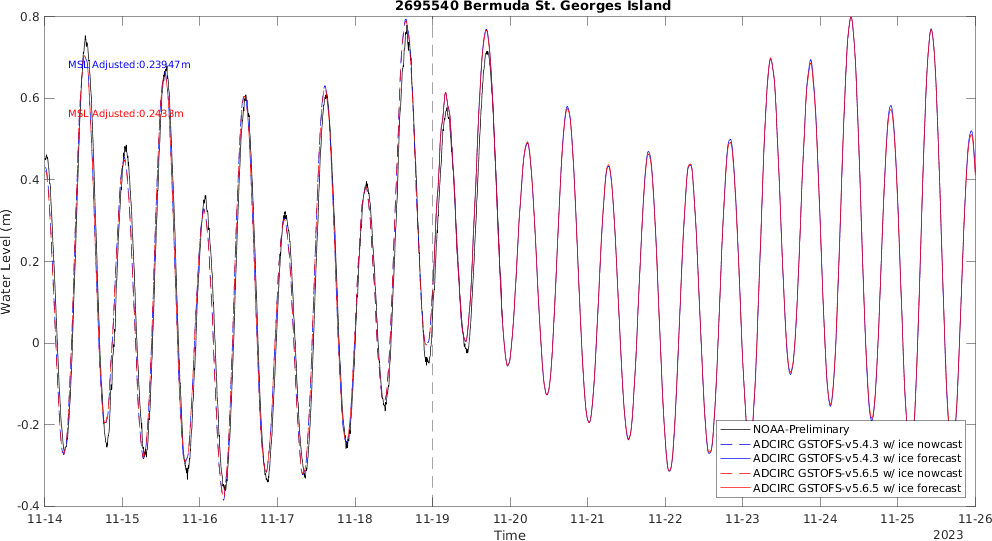 2695540 Bermuda St. Georges Island
0.8
MSL Adjusted:0.23947m
0.6
MSL Adjusted:0.2433m
0.4
0.2
0
-0.2
-0.4
Water Level (m)
NOAA-Preliminary
ADCIRC GSTOFS-v5.4.3 w/ ice nowcast
ADCIRC GSTOFS-v5.4.3 w/ ice forecast
ADCIRC GSTOFS-v5.6.5 w/ ice nowcast
ADCIRC GSTOFS-v5.6.5 w/ ice forecast
11-14 11-15 11-16 11-17 11-18 11-19 11-20 11-21 11-22 11-23 11-24 11-25 11-26
Time
2023